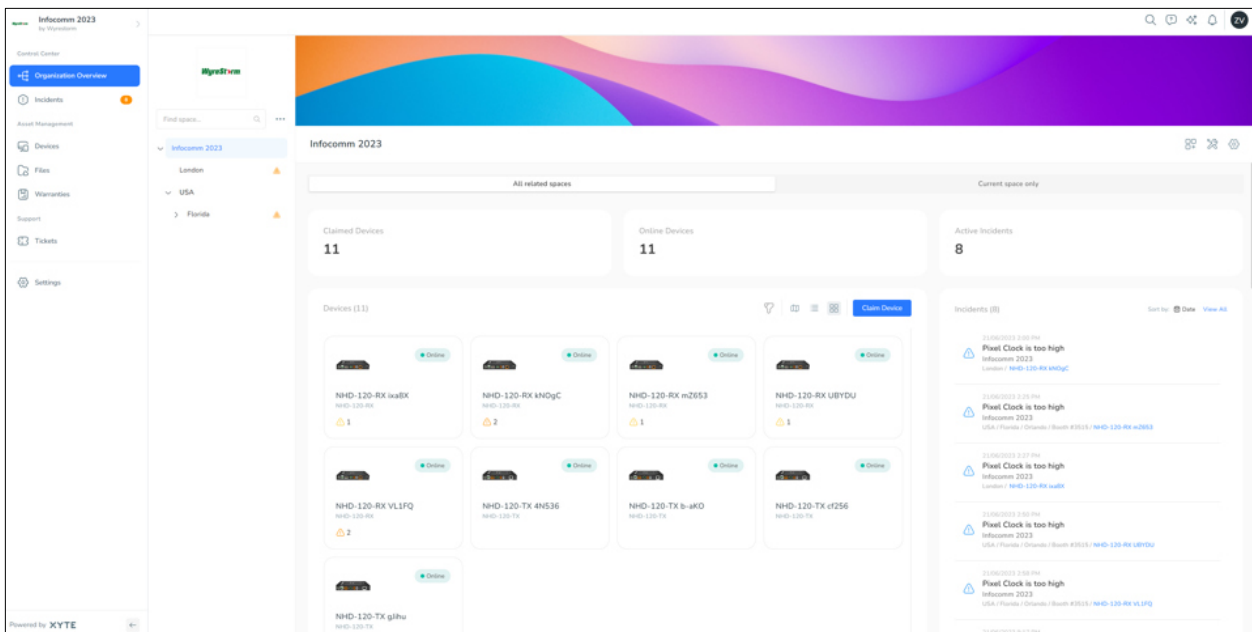 Infocomm 2023
by Wyrestorm
ZV
Control Center
Organization Overview
Incidents
8
Asset Management
Devices
Files
Warranties
Support
Tickets
Settings
Powered by XYTE
WyreStorm
Find space...
Infocomm 2023
London
USA
Florida
Infocomm 2023
All related spaces
Current space only
Claimed Devices
11
Online Devices
11
Active Incidents
8
Devices (11)
Claim Device
Online
NHD-120-RX ixa8X
NHD-120-RX
1
Online
NHD-120-RX kNOgC
NHD-120-RX
2
Online
NHD-120-RX mZ653
NHD-120-RX
1
Online
NHD-120-RX UBYDU
NHD-120-RX
1
Online
NHD-120-RX VL1FQ
NHD-120-RX
2
Online
NHD-120-TX 4N536
NHD-120-TX
Online
NHD-120-TX b-aKO
NHD-120-TX
Online
NHD-120-TX cf256
NHD-120-TX
Online
NHD-120-TX gJihu
NHD-120-TX
Incidents (8)
Sort by: Date View All
Pixel Clock is too high
Infocomm 2023
London / NHD-120-RX kNOgC
Pixel Clock is too high
Infocomm 2023
USA / Florida / Orlando / Booth #3515 / NHD-120-RX mZ653
Pixel Clock is too high
Infocomm 2023
London / NHD-120-RX ixa8X
Pixel Clock is too high
Infocomm 2023
USA / Florida / Orlando / Booth #3515 / NHD-120-RX UBYDU
Pixel Clock is too high
Infocomm 2023
USA / Florida / Orlando / Booth #3515 / NHD-120-RX VL1FQ